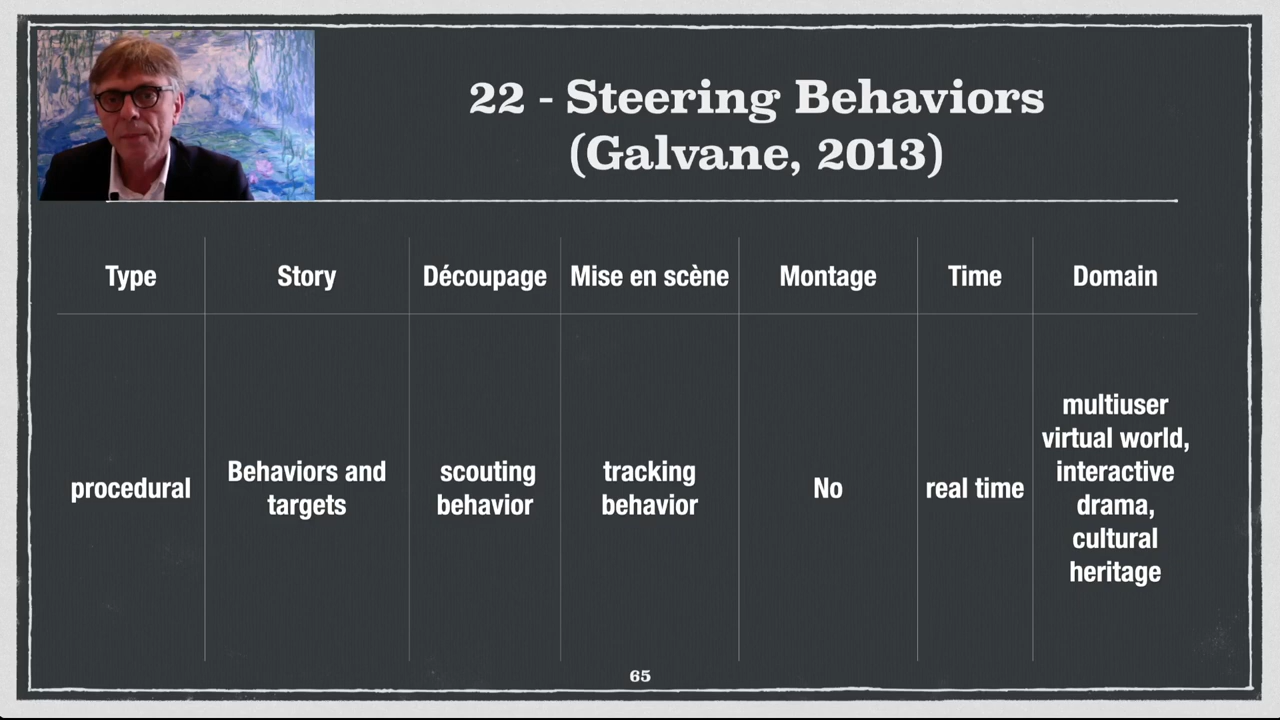 22 - Steering Behaviors
(Galvane, 2013)
Type
Story
Découpage
Mise en scène
Montage
Time
Domain
procedural
Behaviors and
targets
scouting
behavior
tracking
behavior
No
real time
multiuser
virtual world,
interactive
drama,
cultural
heritage
65